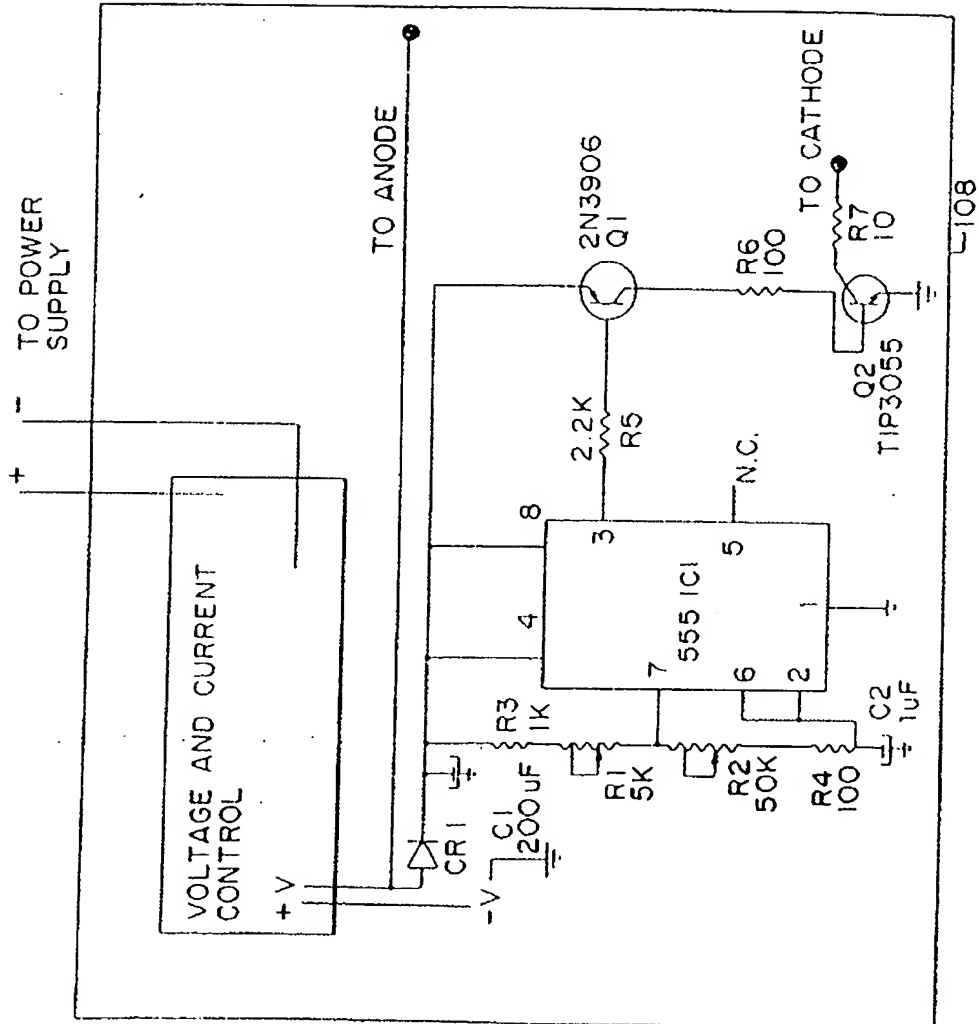 TO POWER
SUPPLY
+
−
VOLTAGE AND CURRENT
CONTROL
+ V
-V
TO ANODE
CR1
C1
200uF
R3
1K
R1
5K
R2
50K
R4
100
C2
1uF
4
8
7
6
2
3
5
1
555 IC1
N.C.
2.2K
R5
2N3906
Q1
R6
100
Q2
TIP3055
R7
10
TO CATHODE
108